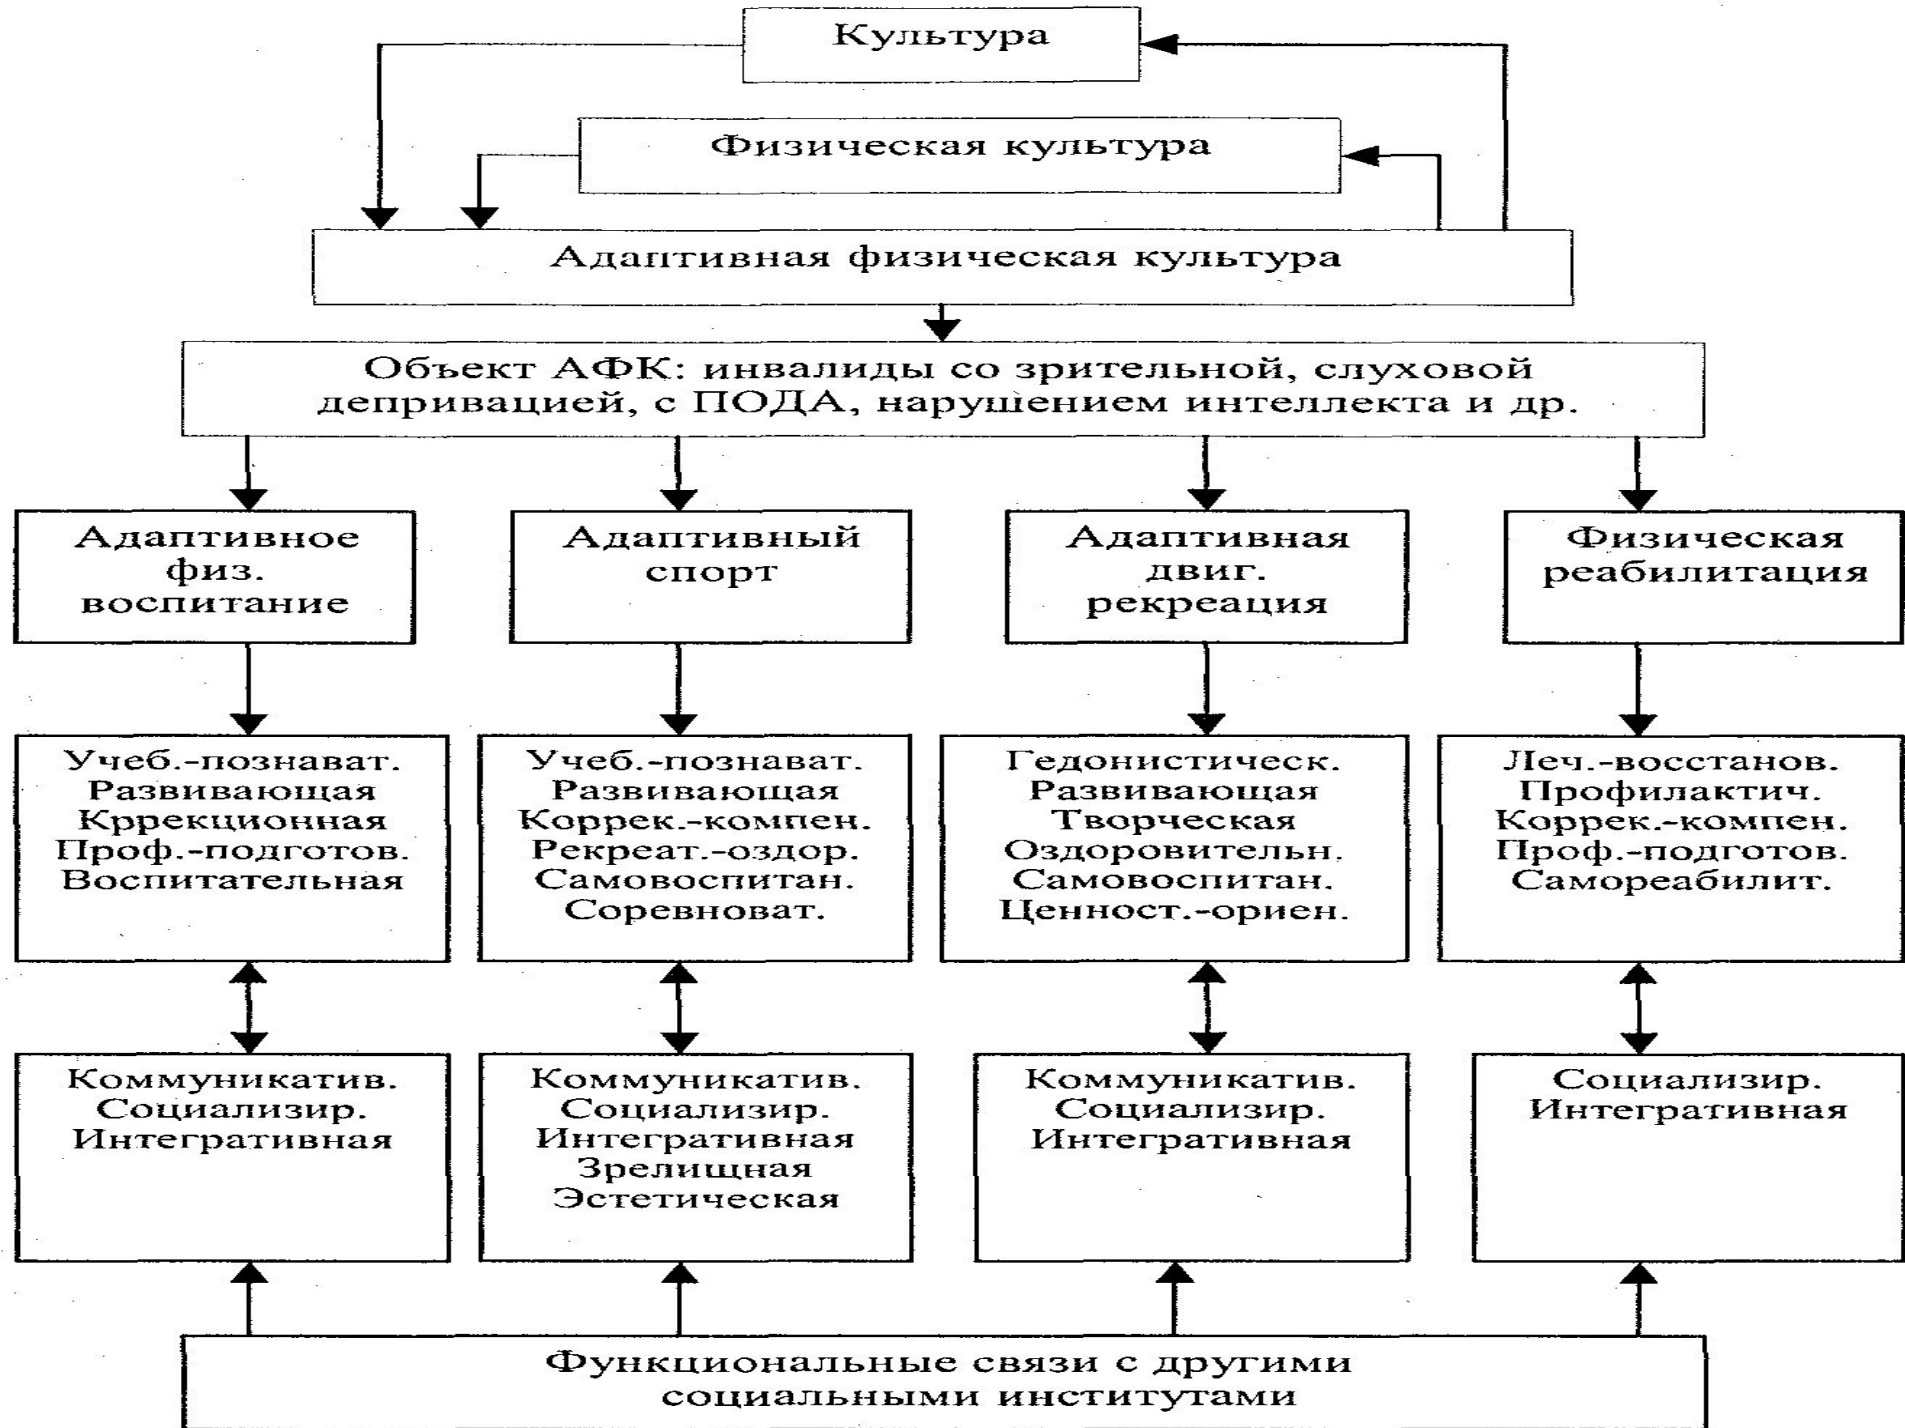 Культура
Физическая культура
Адаптивная физическая культура
Объект АФК: инвалиды со зрительной, слуховой
депривацией, с ПОДА, нарушением интеллекта и др.
Адаптивное
физ.
воспитание
Адаптивный
спорт
Адаптивная
двиг.
рекреация
Физическая
реабилитация
Учеб.-познават.
Развивающая
Кррекционная
Проф.-подготов.
Воспитательная
Учеб.-познават.
Развивающая
Коррек.-компен.
Рекреат.-оздор.
Самовоспитан.
Соревноват.
Гедонистическ.
Развивающая
Творческая
Оздоровительн.
Самовоспитан.
Ценност.-ориен.
Леч.-восстанов.
Профилактич.
Коррек.-компен.
Проф.-подготов.
Самореабилит.
Коммуникатив.
Социализир.
Интегративная
Коммуникатив.
Социализир.
Интегративная
Зрелищная
Эстетическая
Коммуникатив.
Социализир.
Интегративная
Социализир.
Интегративная
Функциональные связи с другими
социальными институтами